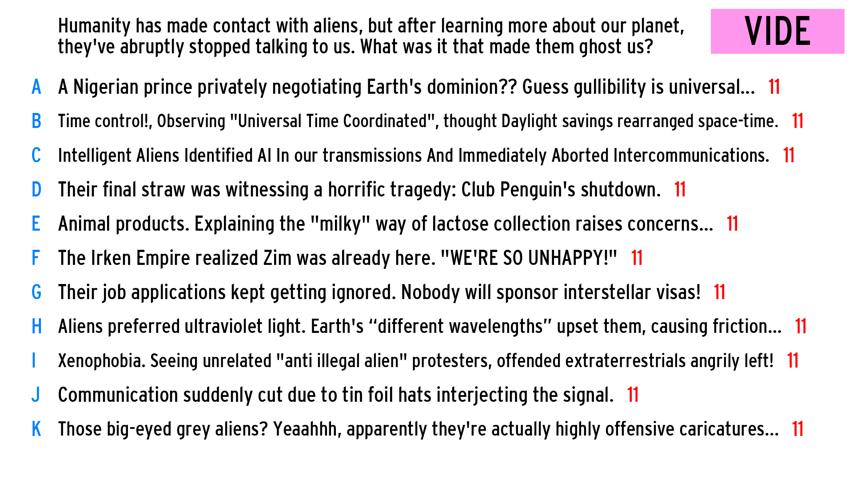 Humanity has made contact with aliens, but after learning more about our planet,
they've abruptly stopped talking to us. What was it that made them ghost us?
VIDE
A A Nigerian prince privately negotiating Earth's dominion?? Guess gullibility is universal... 11
B Time control!, Observing "Universal Time Coordinated", thought Daylight savings rearranged space-time. 11
C Intelligent Aliens Identified AI In our transmissions And Immediately Aborted Intercommunications. 11
D Their final straw was witnessing a horrific tragedy: Club Penguin's shutdown. 11
E Animal products. Explaining the "milky" way of lactose collection raises concerns... 11
F The Irken Empire realized Zim was already here. "WE'RE SO UNHAPPY!" 11
G Their job applications kept getting ignored. Nobody will sponsor interstellar visas! 11
H Aliens preferred ultraviolet light. Earth's “different wavelengths” upset them, causing friction... 11
I Xenophobia. Seeing unrelated "anti illegal alien" protesters, offended extraterrestrials angrily left! 11
J Communication suddenly cut due to tin foil hats interjecting the signal. 11
K Those big-eyed grey aliens? Yeaahhh, apparently they're actually highly offensive caricatures... 11